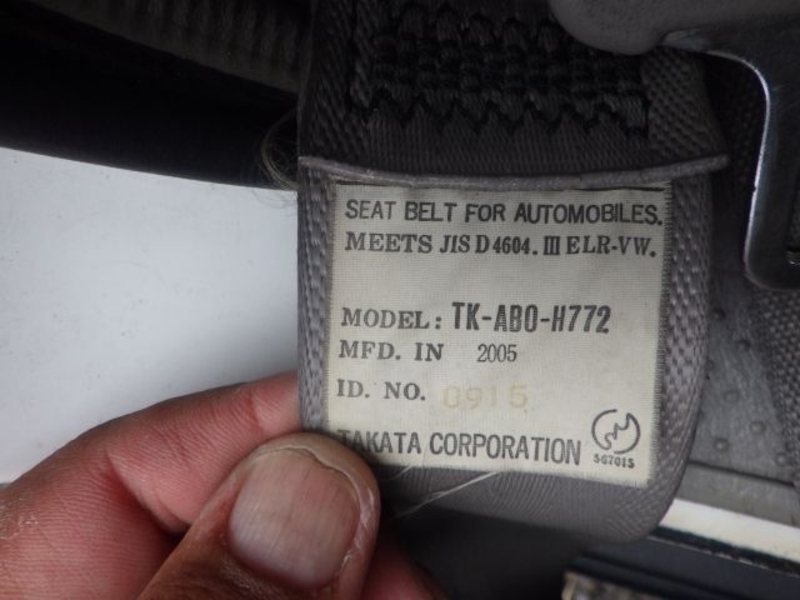 SEAT BELT FOR AUTOMOBILES.
MEETS JIS D 4604. III ELR-VW.
MODEL: TK-AB0-H772
MFD. IN 2005
ID. NO. 0915
TAKATA CORPORATION
S6701S